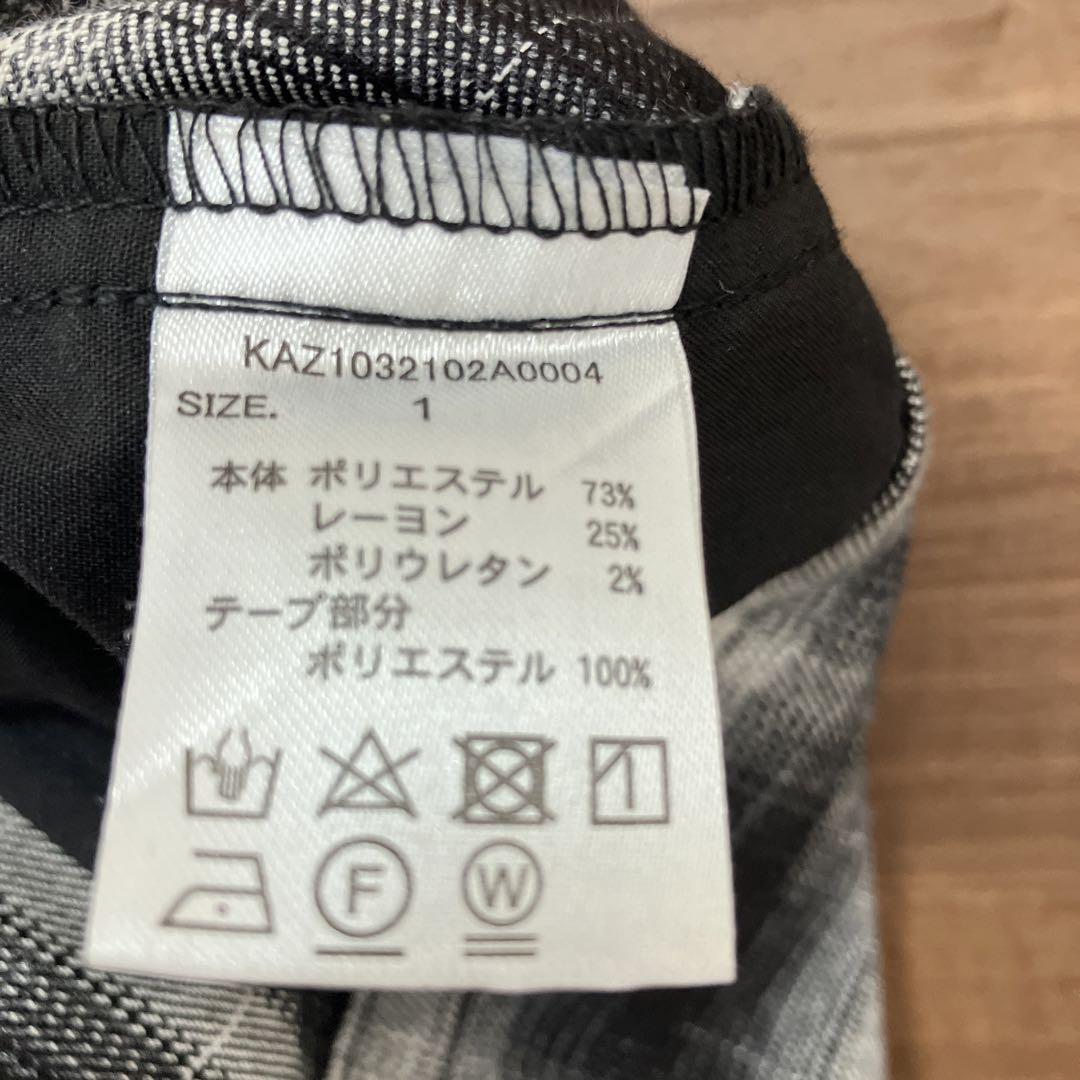 KAZ1032102A0004
SIZE. 1
本体 ポリエステル 73%
レーヨン 25%
ポリウレタン 2%
テープ部分
ポリエステル 100%
F W